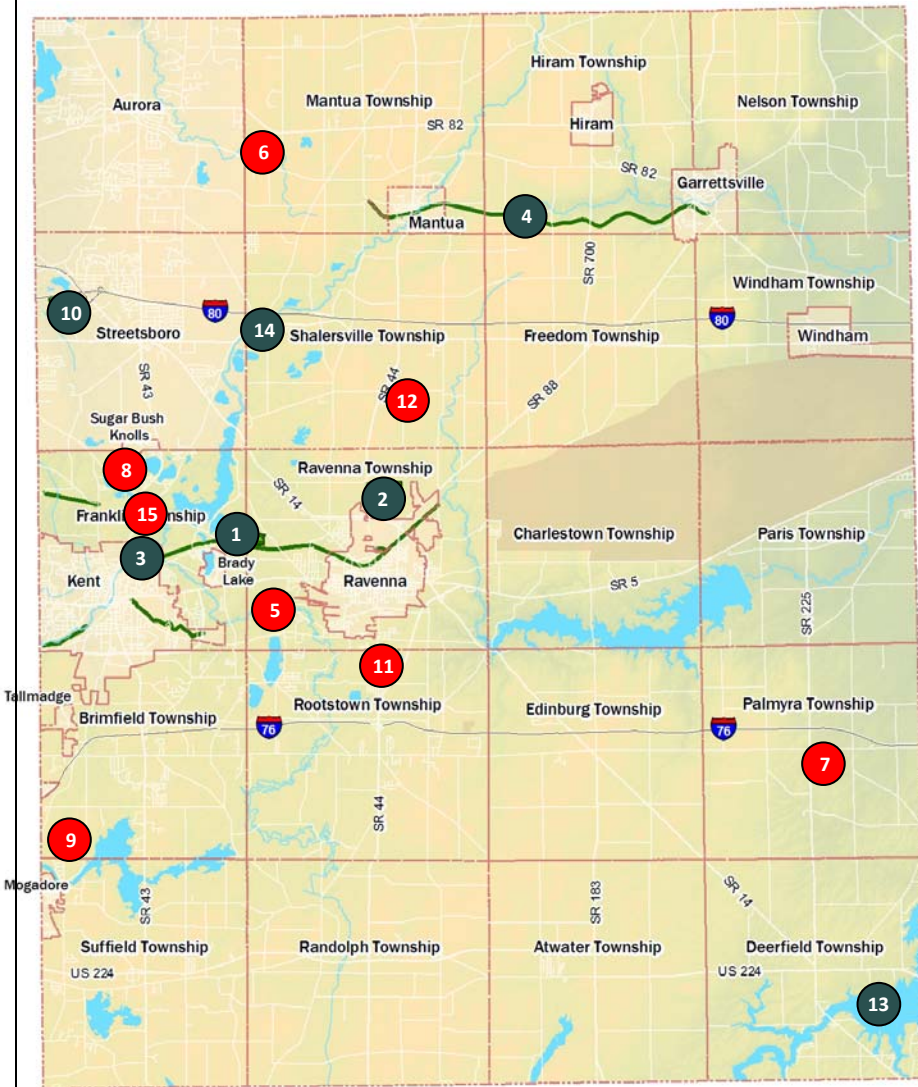 Hiram Township
Aurora
Mantua Township
Nelson Township
SR 82
Hiram
6
SR 82
Garrettsville
4
Mantua
SR 700
Windham Township
10
80
14
80
Streetsboro
Shalersville Township
Freedom Township
Windham
SR 43
SR 44
12
SR 88
Sugar Bush
Knolls
8
Ravenna Township
SR 14
2
15
1
Charlestown Township
Paris Township
3
Brady
Lake
Kent
Ravenna
SR 5
5
SR 225
11
Tallmadge
Rootstown Township
Edinburg Township
Palmyra Township
Brimfield Township
76
76
7
SR 44
9
Mogadore
SR 43
SR 183
SR 14
Suffield Township
Randolph Township
Atwater Township
Deerfield Township
US 224
US 224
13